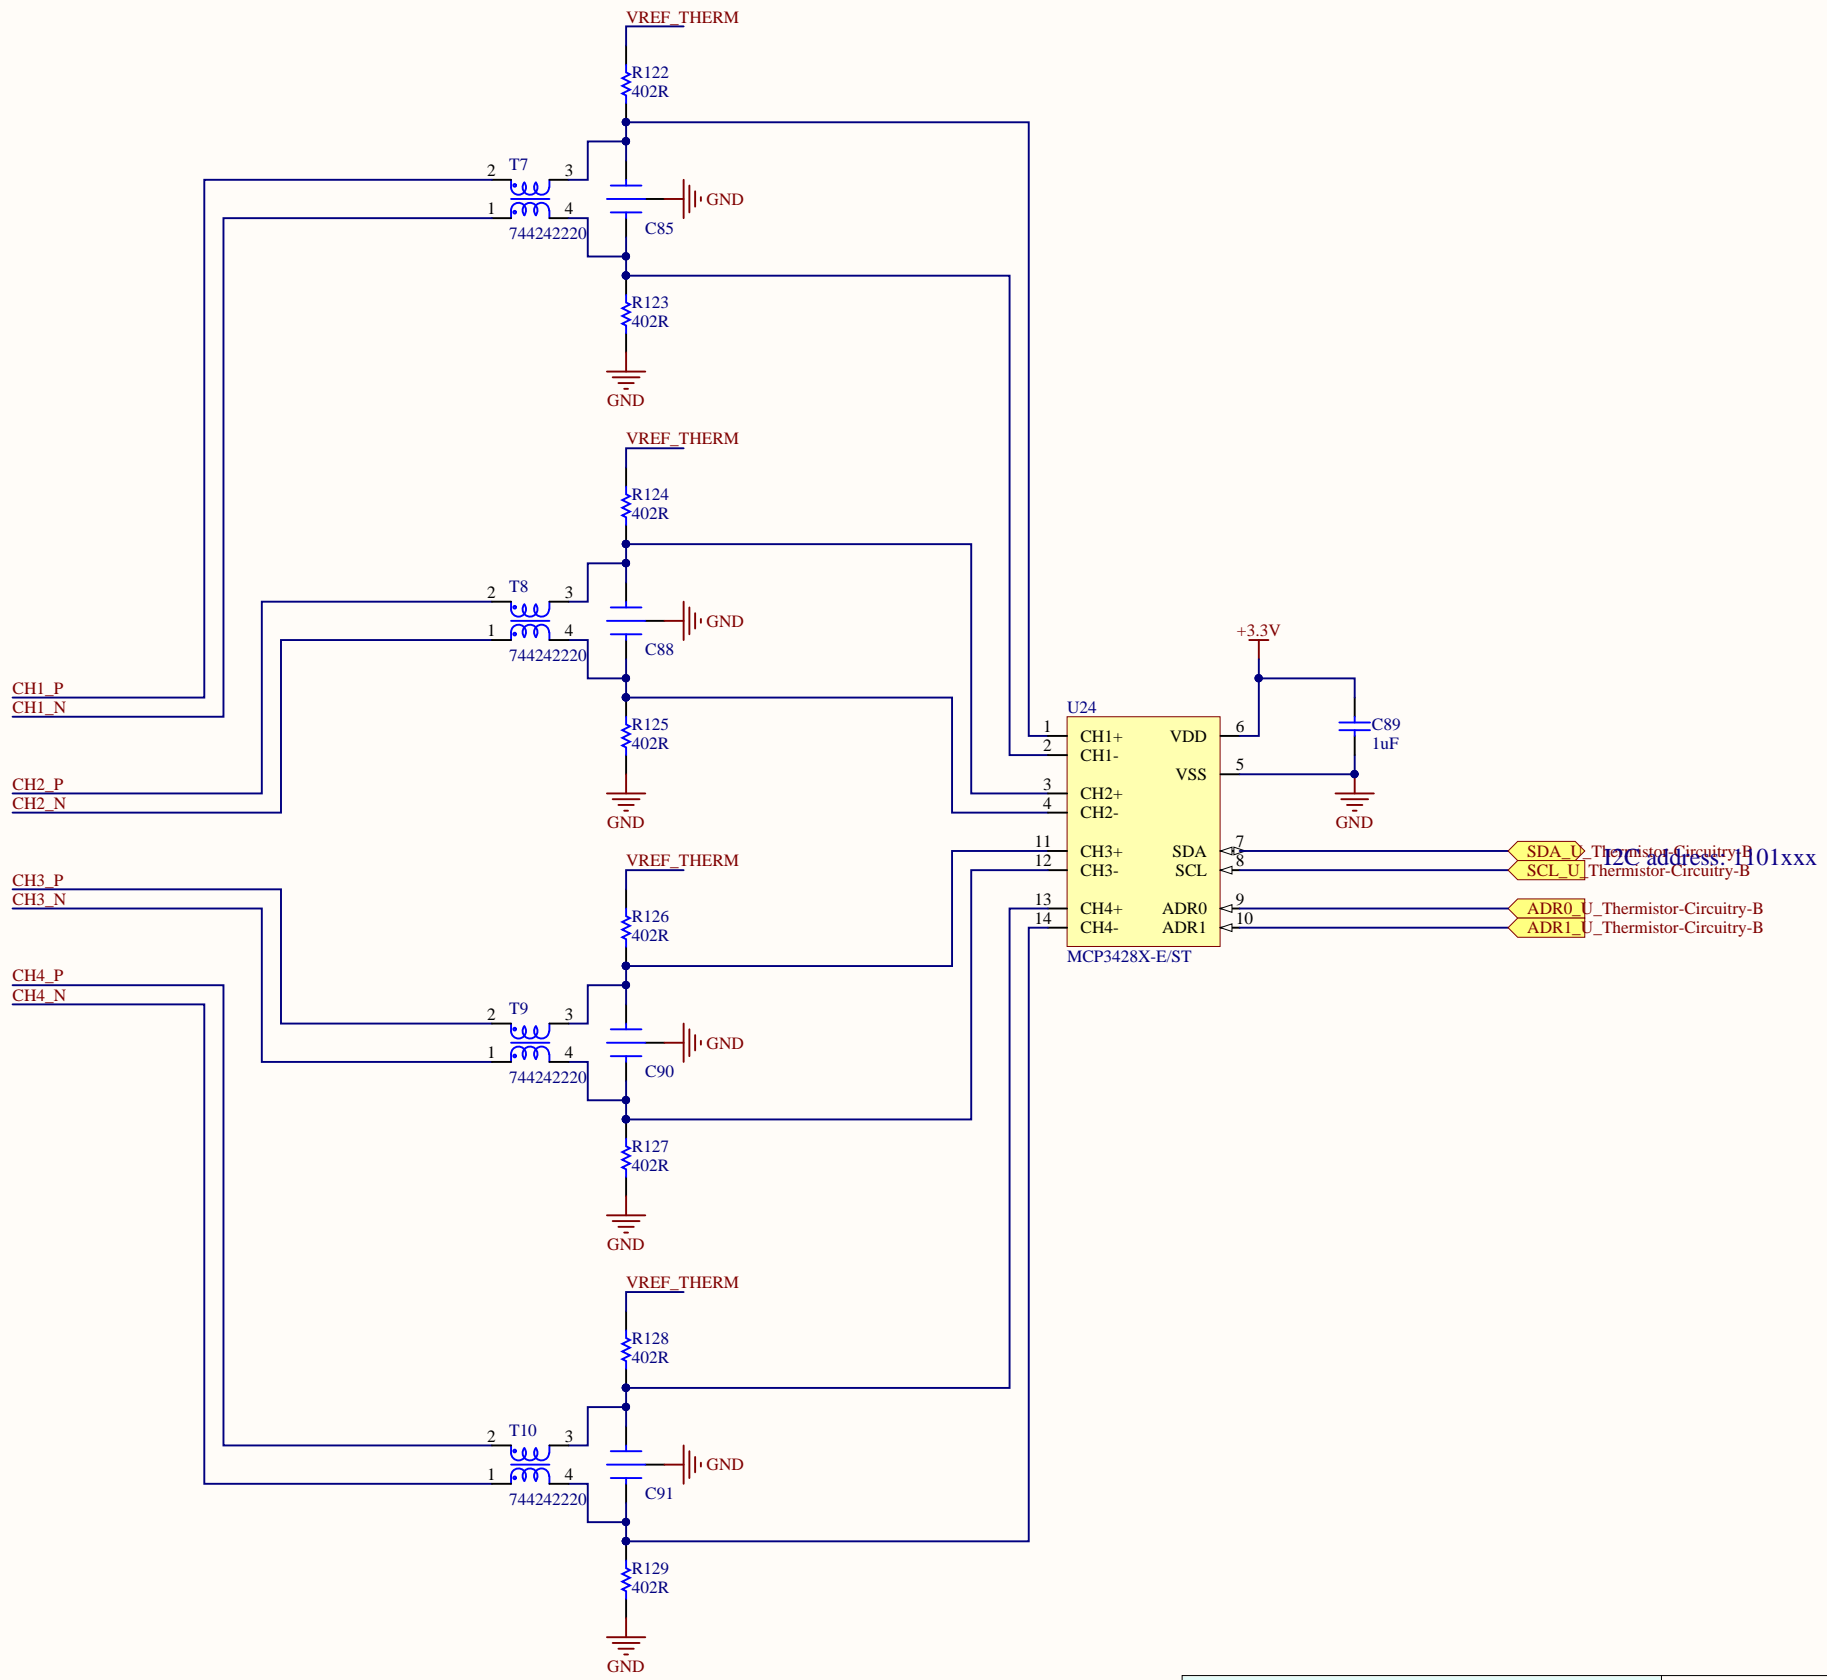 VREF_THERM
R122
402R
T7
2
3
1
4
744242220
GND
C85
R123
402R
GND
VREF_THERM
R124
402R
T8
2
3
1
4
744242220
GND
C88
R125
402R
GND
CH1_P
CH1_N
CH2_P
CH2_N
CH3_P
CH3_N
CH4_P
CH4_N
VREF_THERM
R126
402R
T9
2
3
1
4
744242220
GND
C90
R127
402R
GND
VREF_THERM
R128
402R
T10
2
3
1
4
744242220
GND
C91
R129
402R
GND
+3.3V
C89
1uF
GND
U24
1 CH1+ VDD 6
2 CH1-
VSS 5
3 CH2+
4 CH2-
11 CH3+ SDA 7
12 CH3- SCL 8
13 CH4+ ADR0 9
14 CH4- ADR1 10
MCP3428X-E/ST
SDA_U_Thermistor-Circuitry-B
I2C address: 1101xxx
SCL_U_Thermistor-Circuitry-B
ADR0_U_Thermistor-Circuitry-B
ADR1_U_Thermistor-Circuitry-B